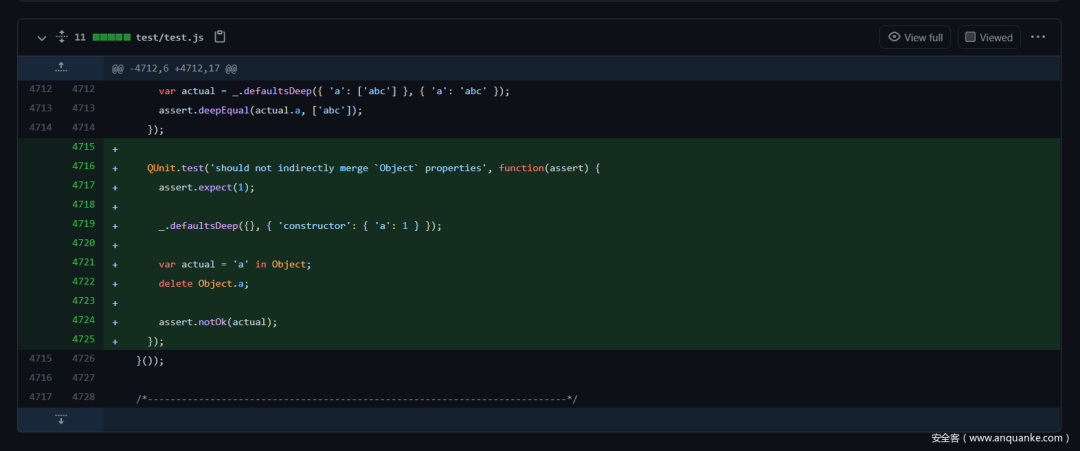 11 test/test.js View full Viewed ...
@@ -4712,6 +4712,17 @@
4712 4712 var actual = _.defaultsDeep({ 'a': ['abc'] }, { 'a': 'abc' });
4713 4713 assert.deepEqual(actual.a, ['abc']);
4714 4714 });
4715 +
4716 + QUnit.test('should not indirectly merge `Object` properties', function(assert) {
4717 + assert.expect(1);
4718 +
4719 + _.defaultsDeep({}, { 'constructor': { 'a': 1 } });
4720 +
4721 + var actual = 'a' in Object;
4722 + delete Object.a;
4723 +
4724 + assert.notOk(actual);
4725 + });
4715 4726 }());
4716 4727
4717 4728 /*--------------------------------------------------------------------------*/
安全客（www.anquanke.com）